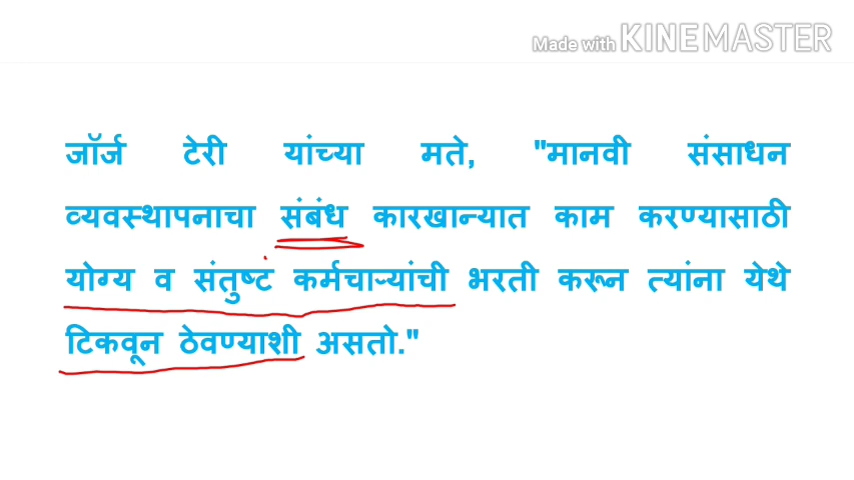 Made with KINEMASTER
जॉर्ज टेरी यांच्या मते, "मानवी संसाधन
व्यवस्थापनाचा संबंध कारखान्यात काम करण्यासाठी
योग्य व संतुष्टं कर्मचाऱ्यांची भरती करून त्यांना येथे
टिकवून ठेवण्याशी असतो."